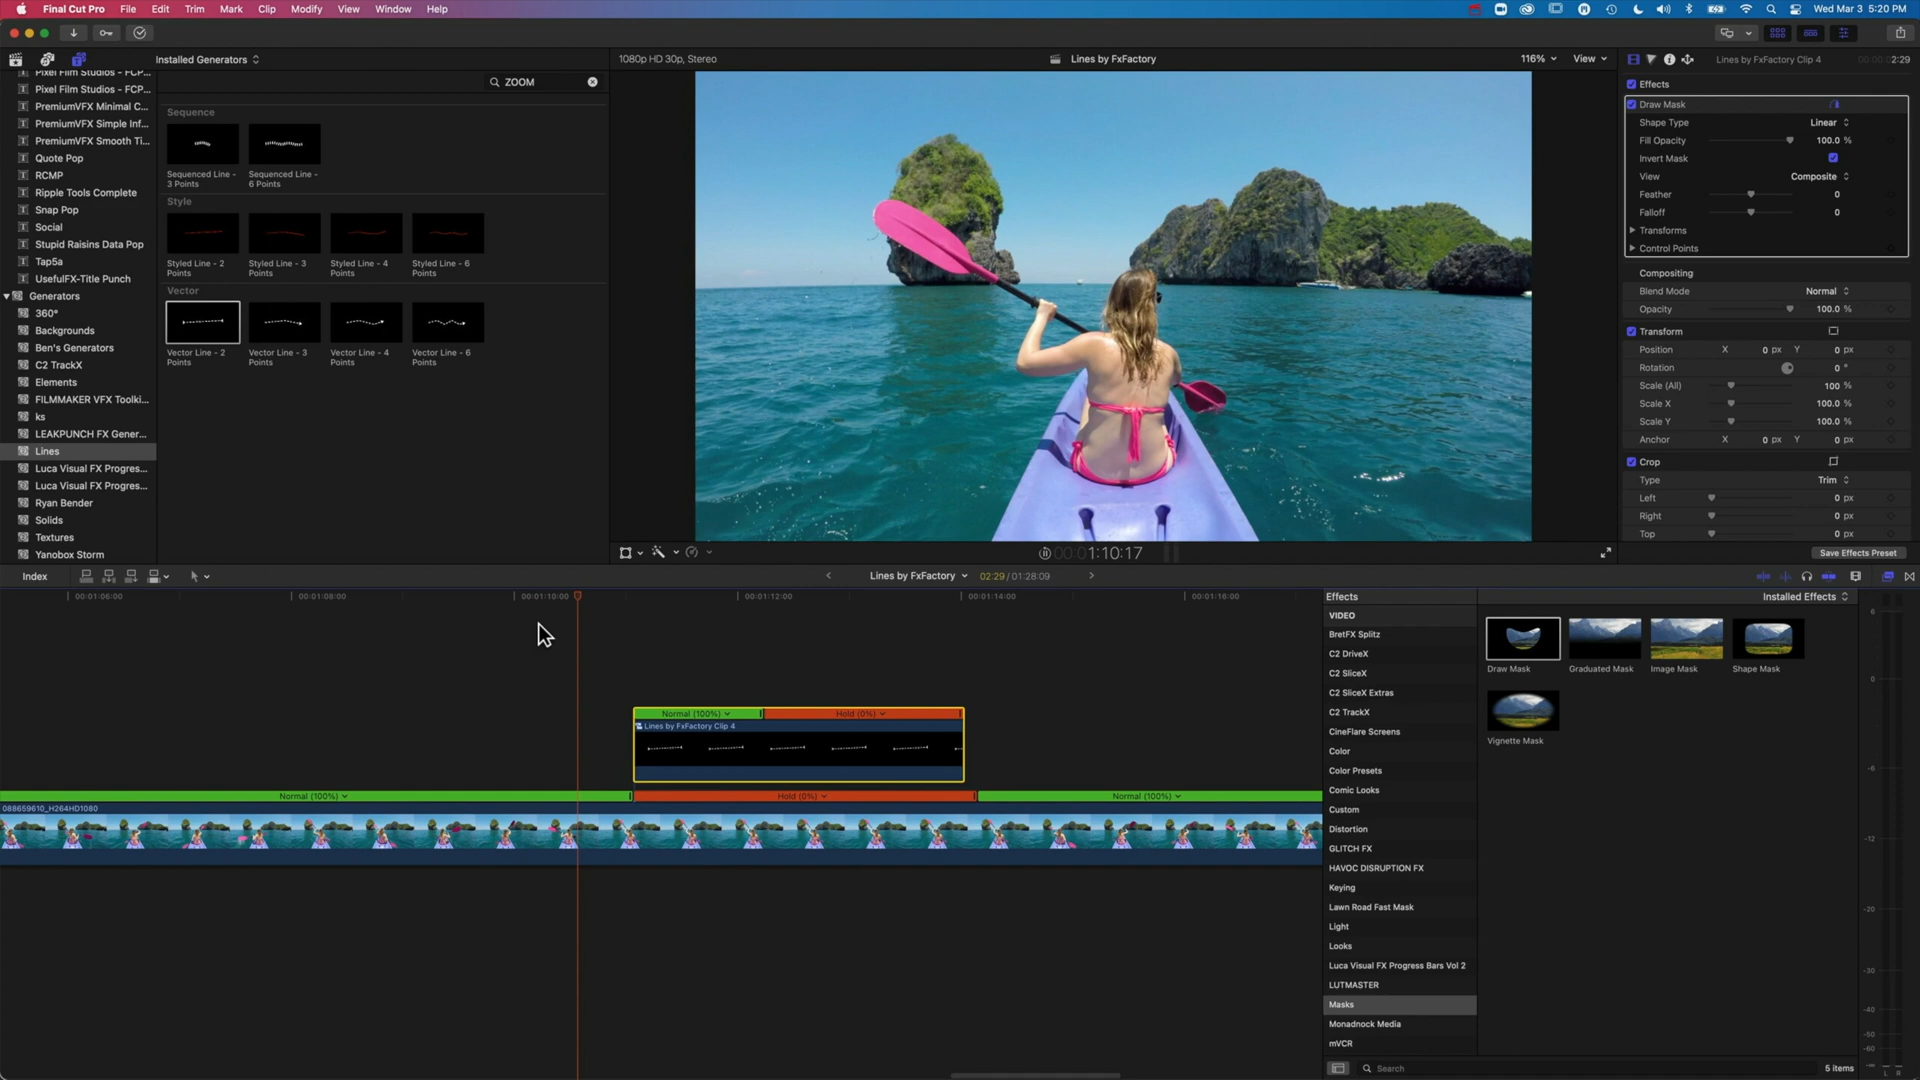 Final Cut Pro File Edit Trim Mark Clip Modify View Window Help
Wed Mar 3 5:20 PM
Installed Generators
1080p HD 30p, Stereo
Lines by FxFactory
116%
View
Lines by FxFactory Clip 4
2:29
Pixel Film Studios - FCP...
Pixel Film Studios - FCP...
PremiumVFX Minimal C...
PremiumVFX Simple Inf...
PremiumVFX Smooth Ti...
Quote Pop
RCMP
Ripple Tools Complete
Snap Pop
Social
Stupid Raisins Data Pop
Tap5a
UsefulFX-Title Punch
Generators
360°
Backgrounds
Ben's Generators
C2 TrackX
Elements
FILMMAKER VFX Toolki...
ks
LEAKPUNCH FX Gener...
Lines
Luca Visual FX Progres...
Luca Visual FX Progres...
Ryan Bender
Solids
Textures
Yanobox Storm
ZOOM
Sequence
Sequenced Line - 3 Points
Sequenced Line - 6 Points
Style
Styled Line - 2 Points
Styled Line - 3 Points
Styled Line - 4 Points
Styled Line - 6 Points
Vector
Vector Line - 2 Points
Vector Line - 3 Points
Vector Line - 4 Points
Vector Line - 6 Points
1:10:17
Effects
Draw Mask
Shape Type Linear
Fill Opacity 100.0 %
Invert Mask
View Composite
Feather 0
Falloff 0
Transforms
Control Points
Compositing
Blend Mode Normal
Opacity 100.0 %
Transform
Position X 0 px Y 0 px
Rotation 0 °
Scale (All) 100 %
Scale X 100.0 %
Scale Y 100.0 %
Anchor X 0 px Y 0 px
Crop
Type Trim
Left 0 px
Right 0 px
Top 0 px
Save Effects Preset
Index
Lines by FxFactory
02:29 / 01:28:09
00:01:06:00 00:01:08:00 00:01:10:00 00:01:12:00 00:01:14:00 00:01:16:00
Normal (100%) Hold (0%)
Lines by FxFactory Clip 4
Normal (100%) Hold (0%) Normal (100%)
088659610_H264HD1080
Effects
Installed Effects
VIDEO
BretFX Splitz
C2 DriveX
C2 SliceX
C2 SliceX Extras
C2 TrackX
CineFlare Screens
Color
Color Presets
Comic Looks
Custom
Distortion
GLITCH FX
HAVOC DISRUPTION FX
Keying
Lawn Road Fast Mask
Light
Looks
Luca Visual FX Progress Bars Vol 2
LUTMASTER
Masks
Monadnock Media
mVCR
Draw Mask
Graduated Mask
Image Mask
Shape Mask
Vignette Mask
Search
5 items
6
0
-6
-12
-20
-30
-40
-50
-60
L R